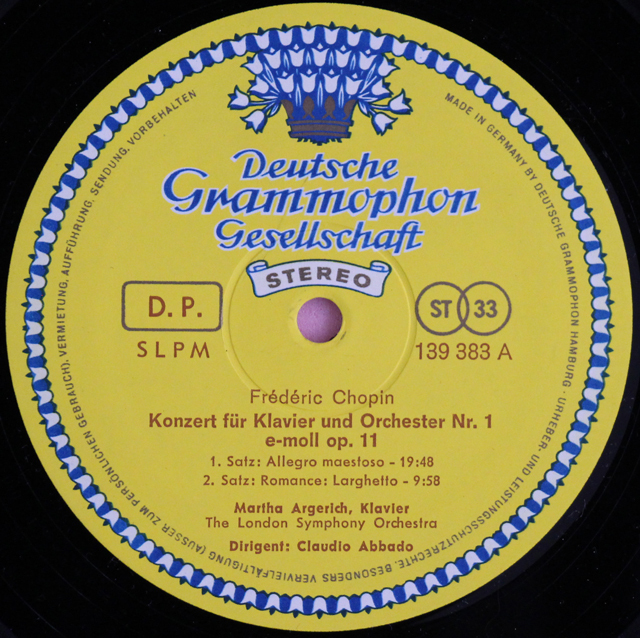 Deutsche
Grammophon
Gesellschaft
STEREO
D. P.
SLPM
ST 33
139 383 A
Frédéric Chopin
Konzert für Klavier und Orchester Nr. 1
e-moll op. 11
1. Satz: Allegro maestoso - 19:48
2. Satz: Romance: Larghetto - 9:58
Martha Argerich, Klavier
The London Symphony Orchestra
Dirigent: Claudio Abbado
MADE IN GERMANY BY DEUTSCHE GRAMMOPHON HAMBURG · URHEBER- UND LEISTUNGSSCHUTZRECHTE, BESONDERS VERVIELFÄLTIGUNG (AUSSER ZUM PERSÖNLICHEN GEBRAUCH), VERMIETUNG, AUFFÜHRUNG, SENDUNG, VORBEHALTEN